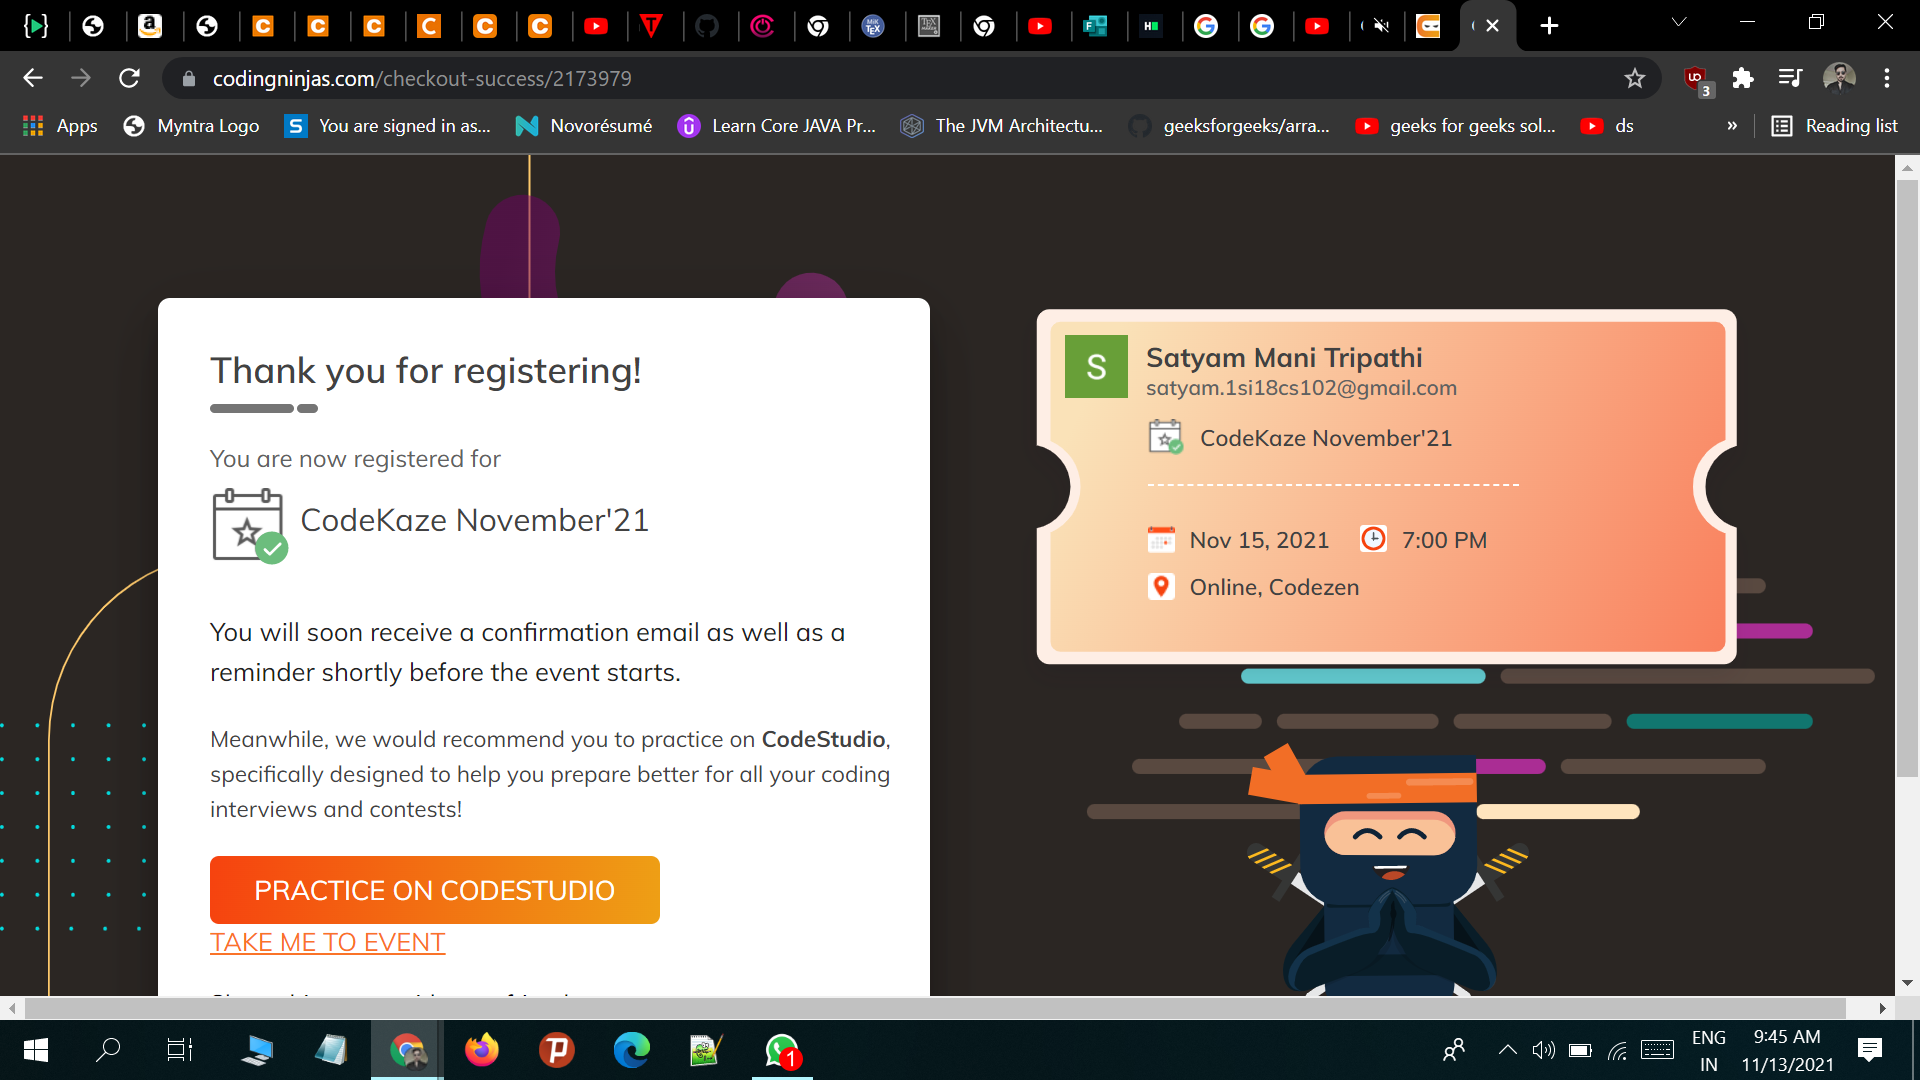 codingninjas.com/checkout-success/2173979
3
Apps
Myntra Logo
You are signed in as...
Novorésumé
Learn Core JAVA Pr...
The JVM Architectu...
geeksforgeeks/arra...
geeks for geeks sol...
ds
»
Reading list
Thank you for registering!
You are now registered for
CodeKaze November'21
You will soon receive a confirmation email as well as a
reminder shortly before the event starts.
Meanwhile, we would recommend you to practice on CodeStudio,
specifically designed to help you prepare better for all your coding
interviews and contests!
PRACTICE ON CODESTUDIO
TAKE ME TO EVENT
S
Satyam Mani Tripathi
satyam.1si18cs102@gmail.com
CodeKaze November'21
Nov 15, 2021
7:00 PM
Online, Codezen
1
ENG
IN
9:45 AM
11/13/2021